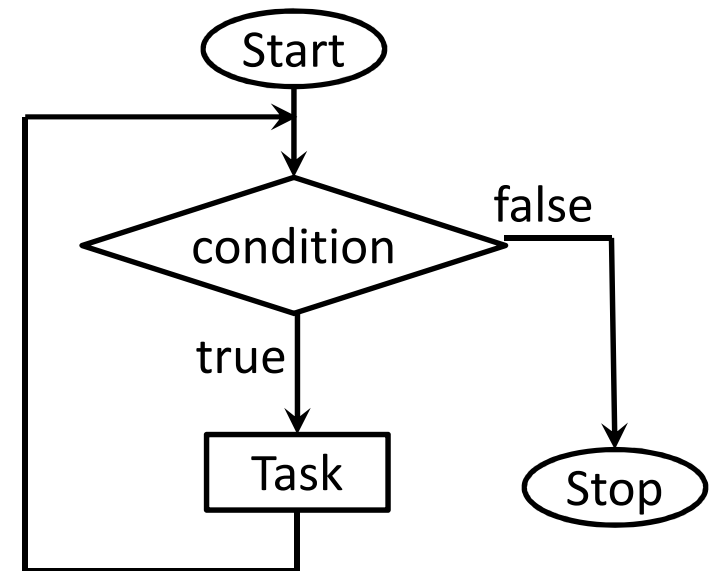 Start
condition
false
true
Task
Stop